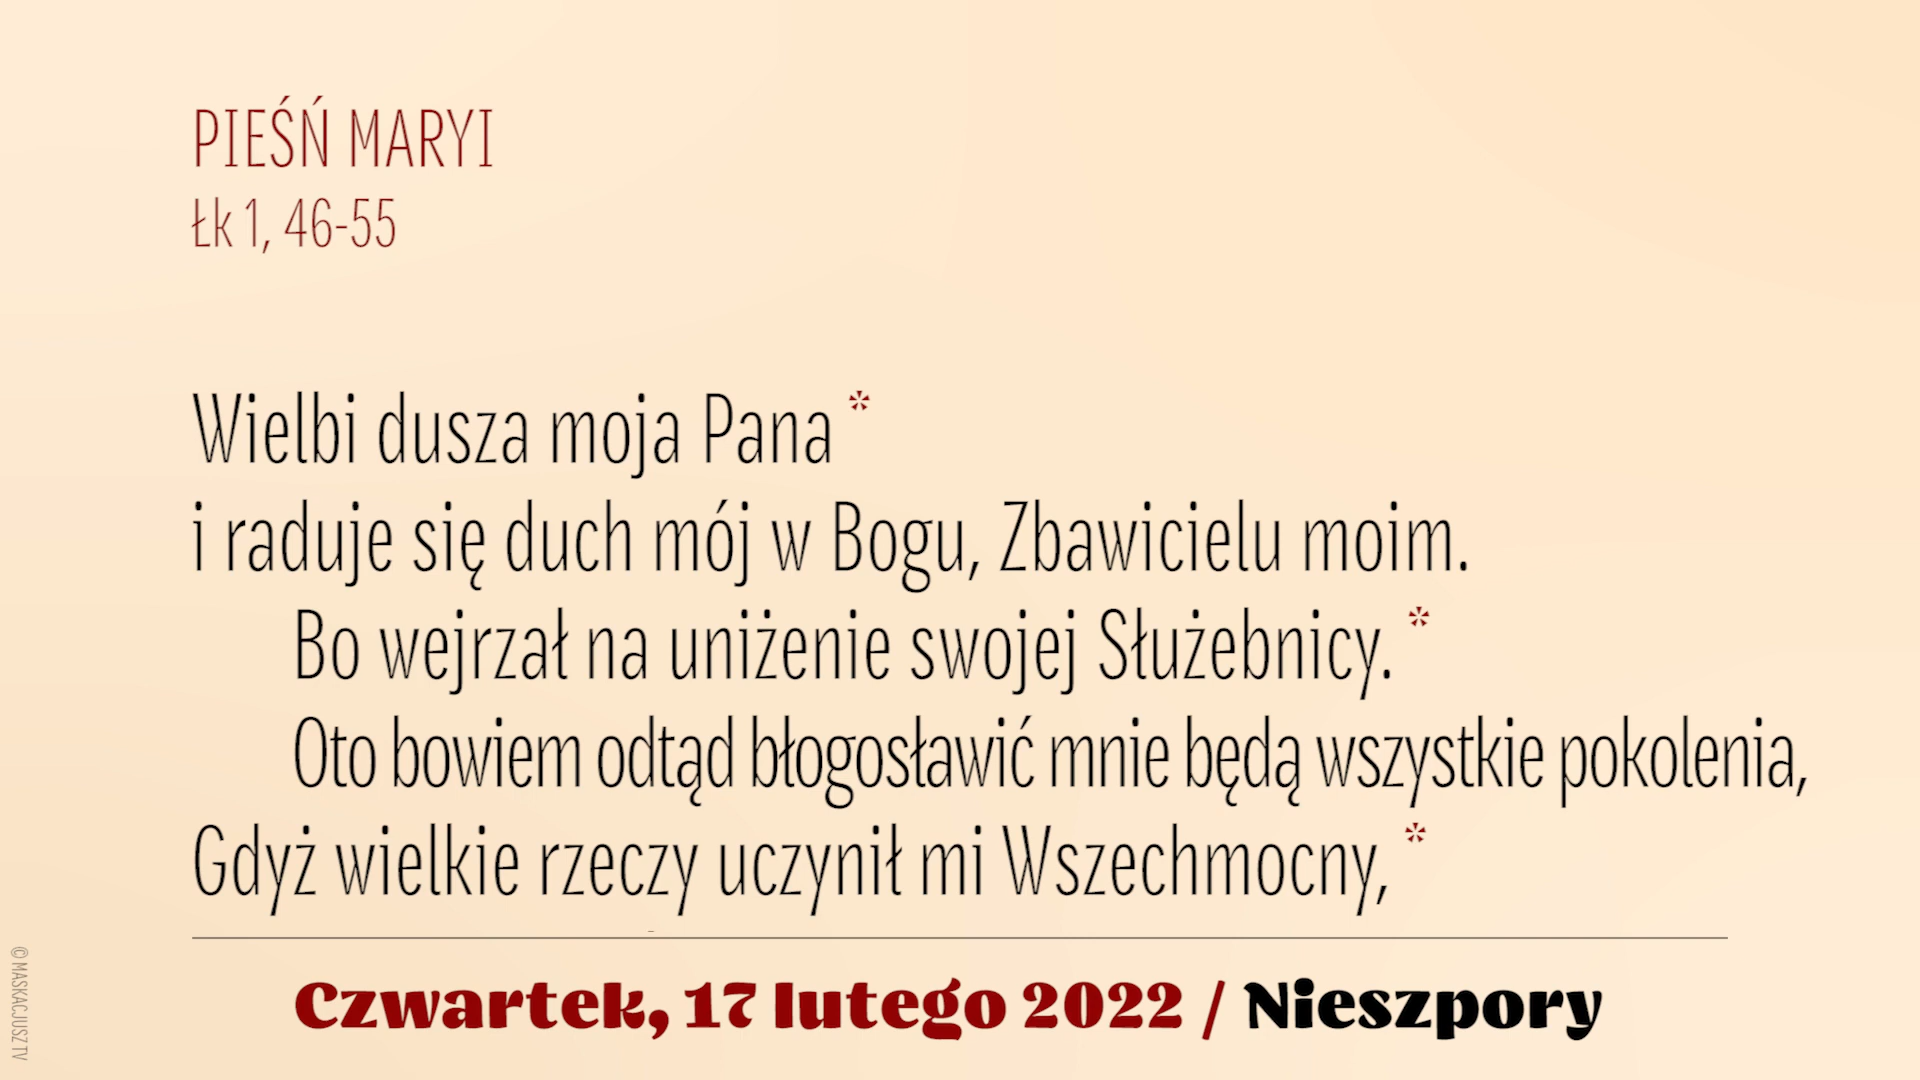 PIEŚŃ MARYI
Łk 1, 46-55
Wielbi dusza moja Pana *
i raduje się duch mój w Bogu, Zbawicielu moim.
Bo wejrzał na uniżenie swojej Służebnicy. *
Oto bowiem odtąd błogosławić mnie będą wszystkie pokolenia,
Gdyż wielkie rzeczy uczynił mi Wszechmocny, *
Czwartek, 17 lutego 2022 / Nieszpory
© MASKACJUSZ TV